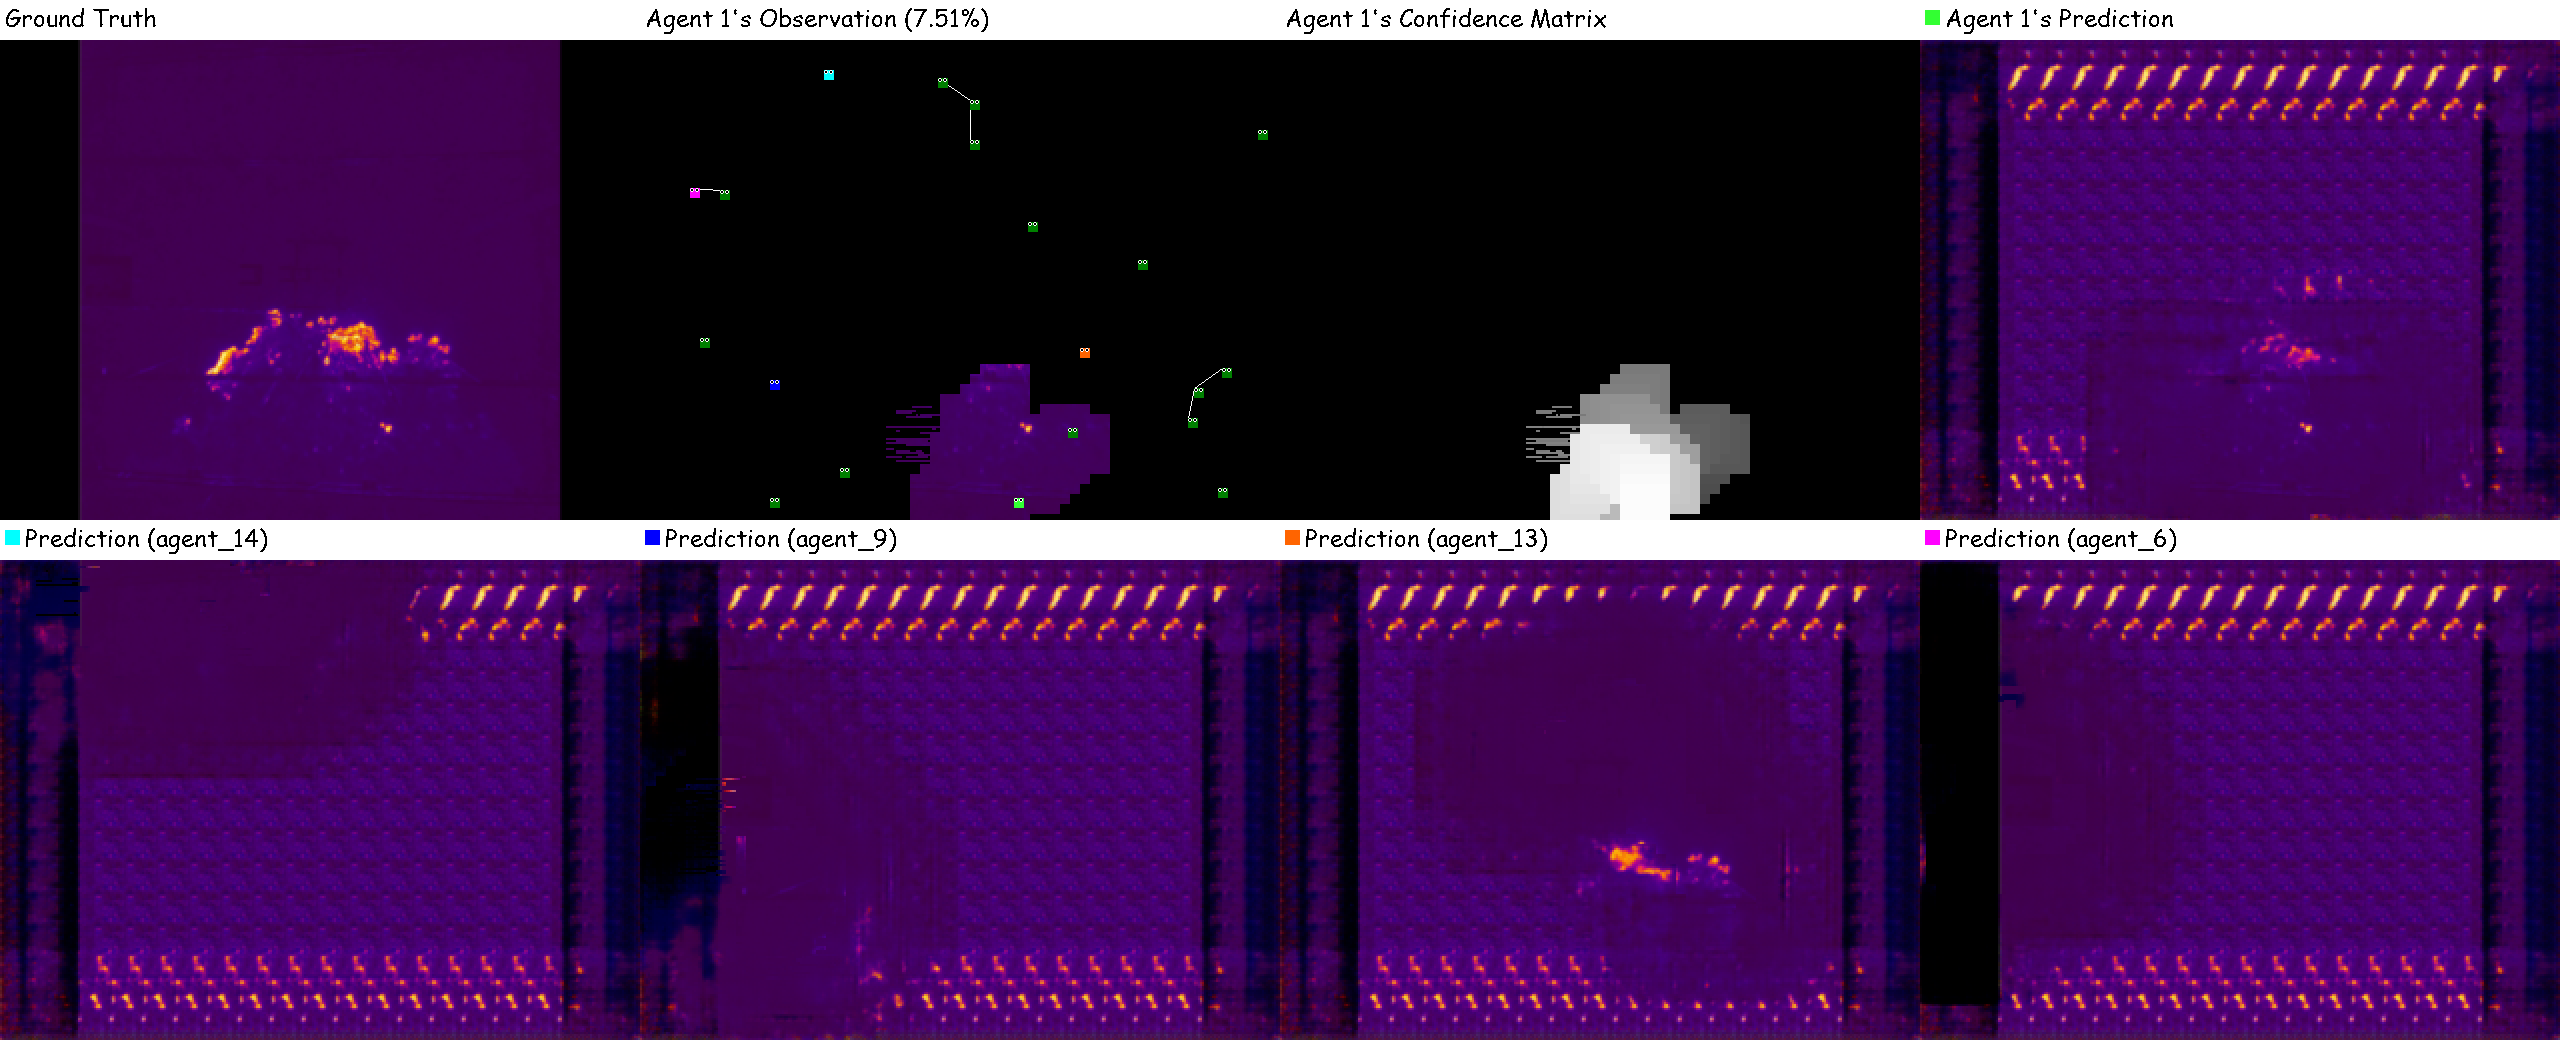 Ground Truth
Agent 1's Observation (7.51%)
Agent 1's Confidence Matrix
Agent 1's Prediction
Prediction (agent_14)
Prediction (agent_9)
Prediction (agent_13)
Prediction (agent_6)